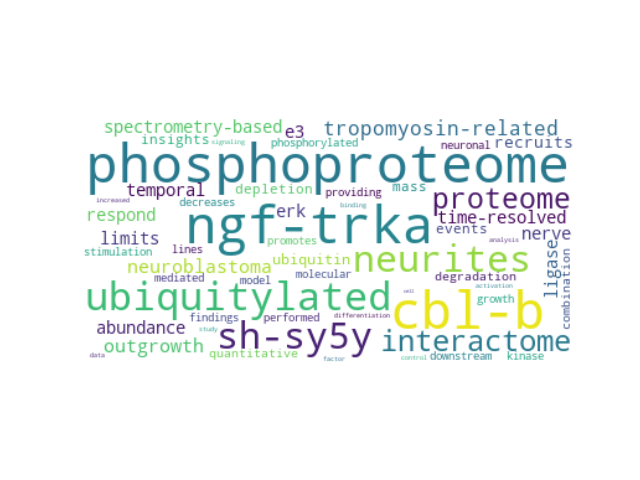 spectrometry-based e3 tropomyosin-related
insights signaling phosphorylated neuronal recruits
phosphoproteome
temporal depletion providing mass proteome
increased decreases binding
respond ngf-trka erk time-resolved
limits promotes events nerve
stimulation lines ubiquitin neurites analysis
neuroblastoma molecular degradation ligase
mediated model combination
ubiquitylated cbl-b growth activation cell
findings performed differentiation
abundance study sh-sy5y interactome
outgrowth quantitative control downstream kinase
data factor